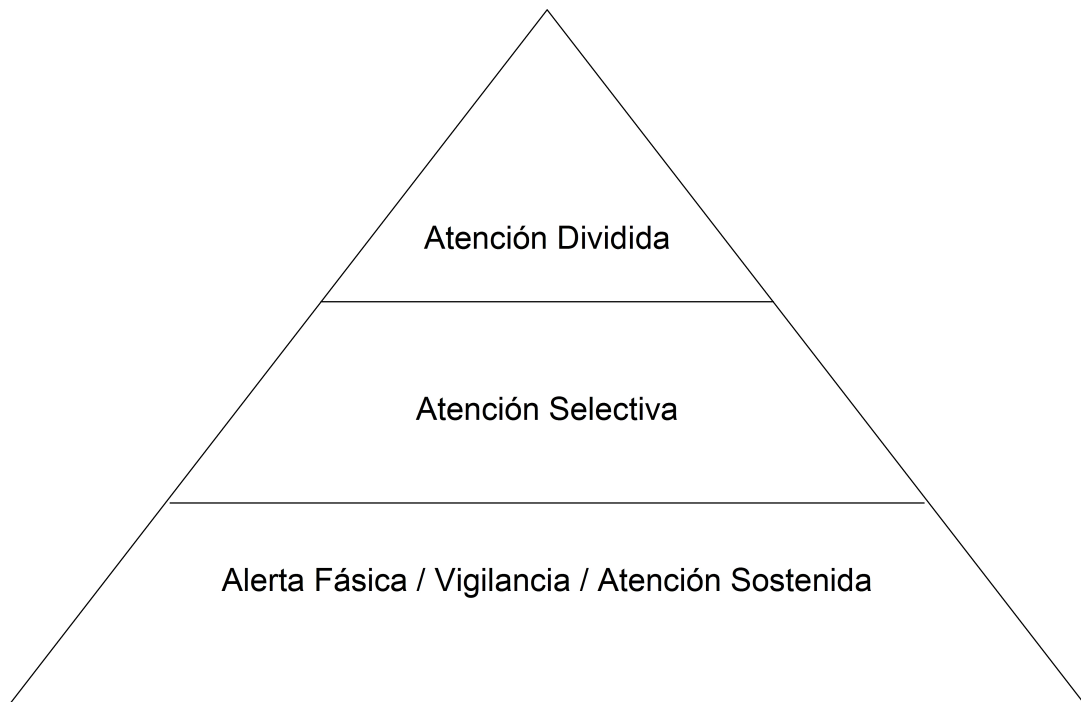 Atención Dividida
Atención Selectiva
Alerta Fásica / Vigilancia / Atención Sostenida